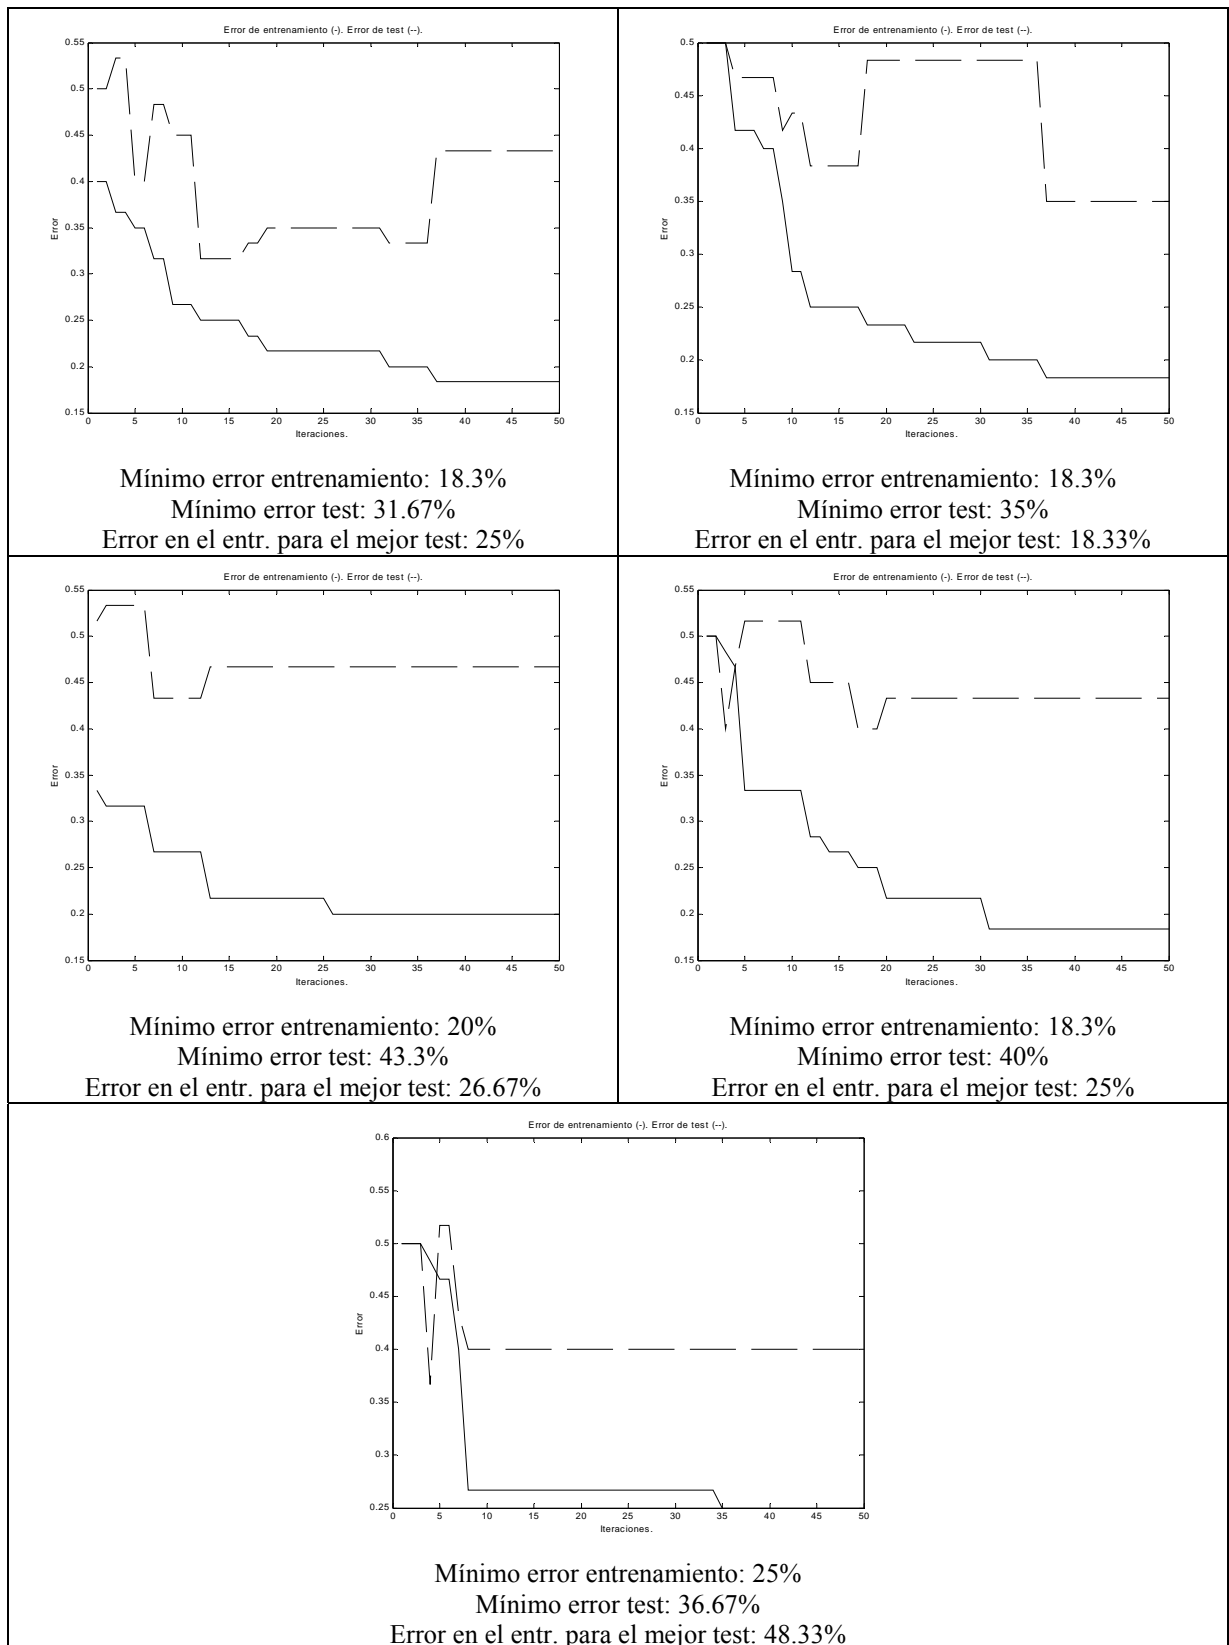 Error de entrenamiento (-). Error de test (--).
0.55
0.5
0.45
0.4
0.35
0.3
0.25
0.2
0.15
Error
0 5 10 15 20 25 30 35 40 45 50
Iteraciones.
Mínimo error entrenamiento: 18.3%
Mínimo error test: 31.67%
Error en el entr. para el mejor test: 25%
Error de entrenamiento (-). Error de test (--).
0.5
0.45
0.4
0.35
0.3
0.25
0.2
0.15
Error
0 5 10 15 20 25 30 35 40 45 50
Iteraciones.
Mínimo error entrenamiento: 18.3%
Mínimo error test: 35%
Error en el entr. para el mejor test: 18.33%
Error de entrenamiento (-). Error de test (--).
0.55
0.5
0.45
0.4
0.35
0.3
0.25
0.2
0.15
Error
0 5 10 15 20 25 30 35 40 45 50
Iteraciones.
Mínimo error entrenamiento: 20%
Mínimo error test: 43.3%
Error en el entr. para el mejor test: 26.67%
Error de entrenamiento (-). Error de test (--).
0.55
0.5
0.45
0.4
0.35
0.3
0.25
0.2
0.15
Error
0 5 10 15 20 25 30 35 40 45 50
Iteraciones.
Mínimo error entrenamiento: 18.3%
Mínimo error test: 40%
Error en el entr. para el mejor test: 25%
Error de entrenamiento (-). Error de test (--).
0.6
0.55
0.5
0.45
0.4
0.35
0.3
0.25
Error
0 5 10 15 20 25 30 35 40 45 50
Iteraciones.
Mínimo error entrenamiento: 25%
Mínimo error test: 36.67%
Error en el entr. para el mejor test: 48.33%